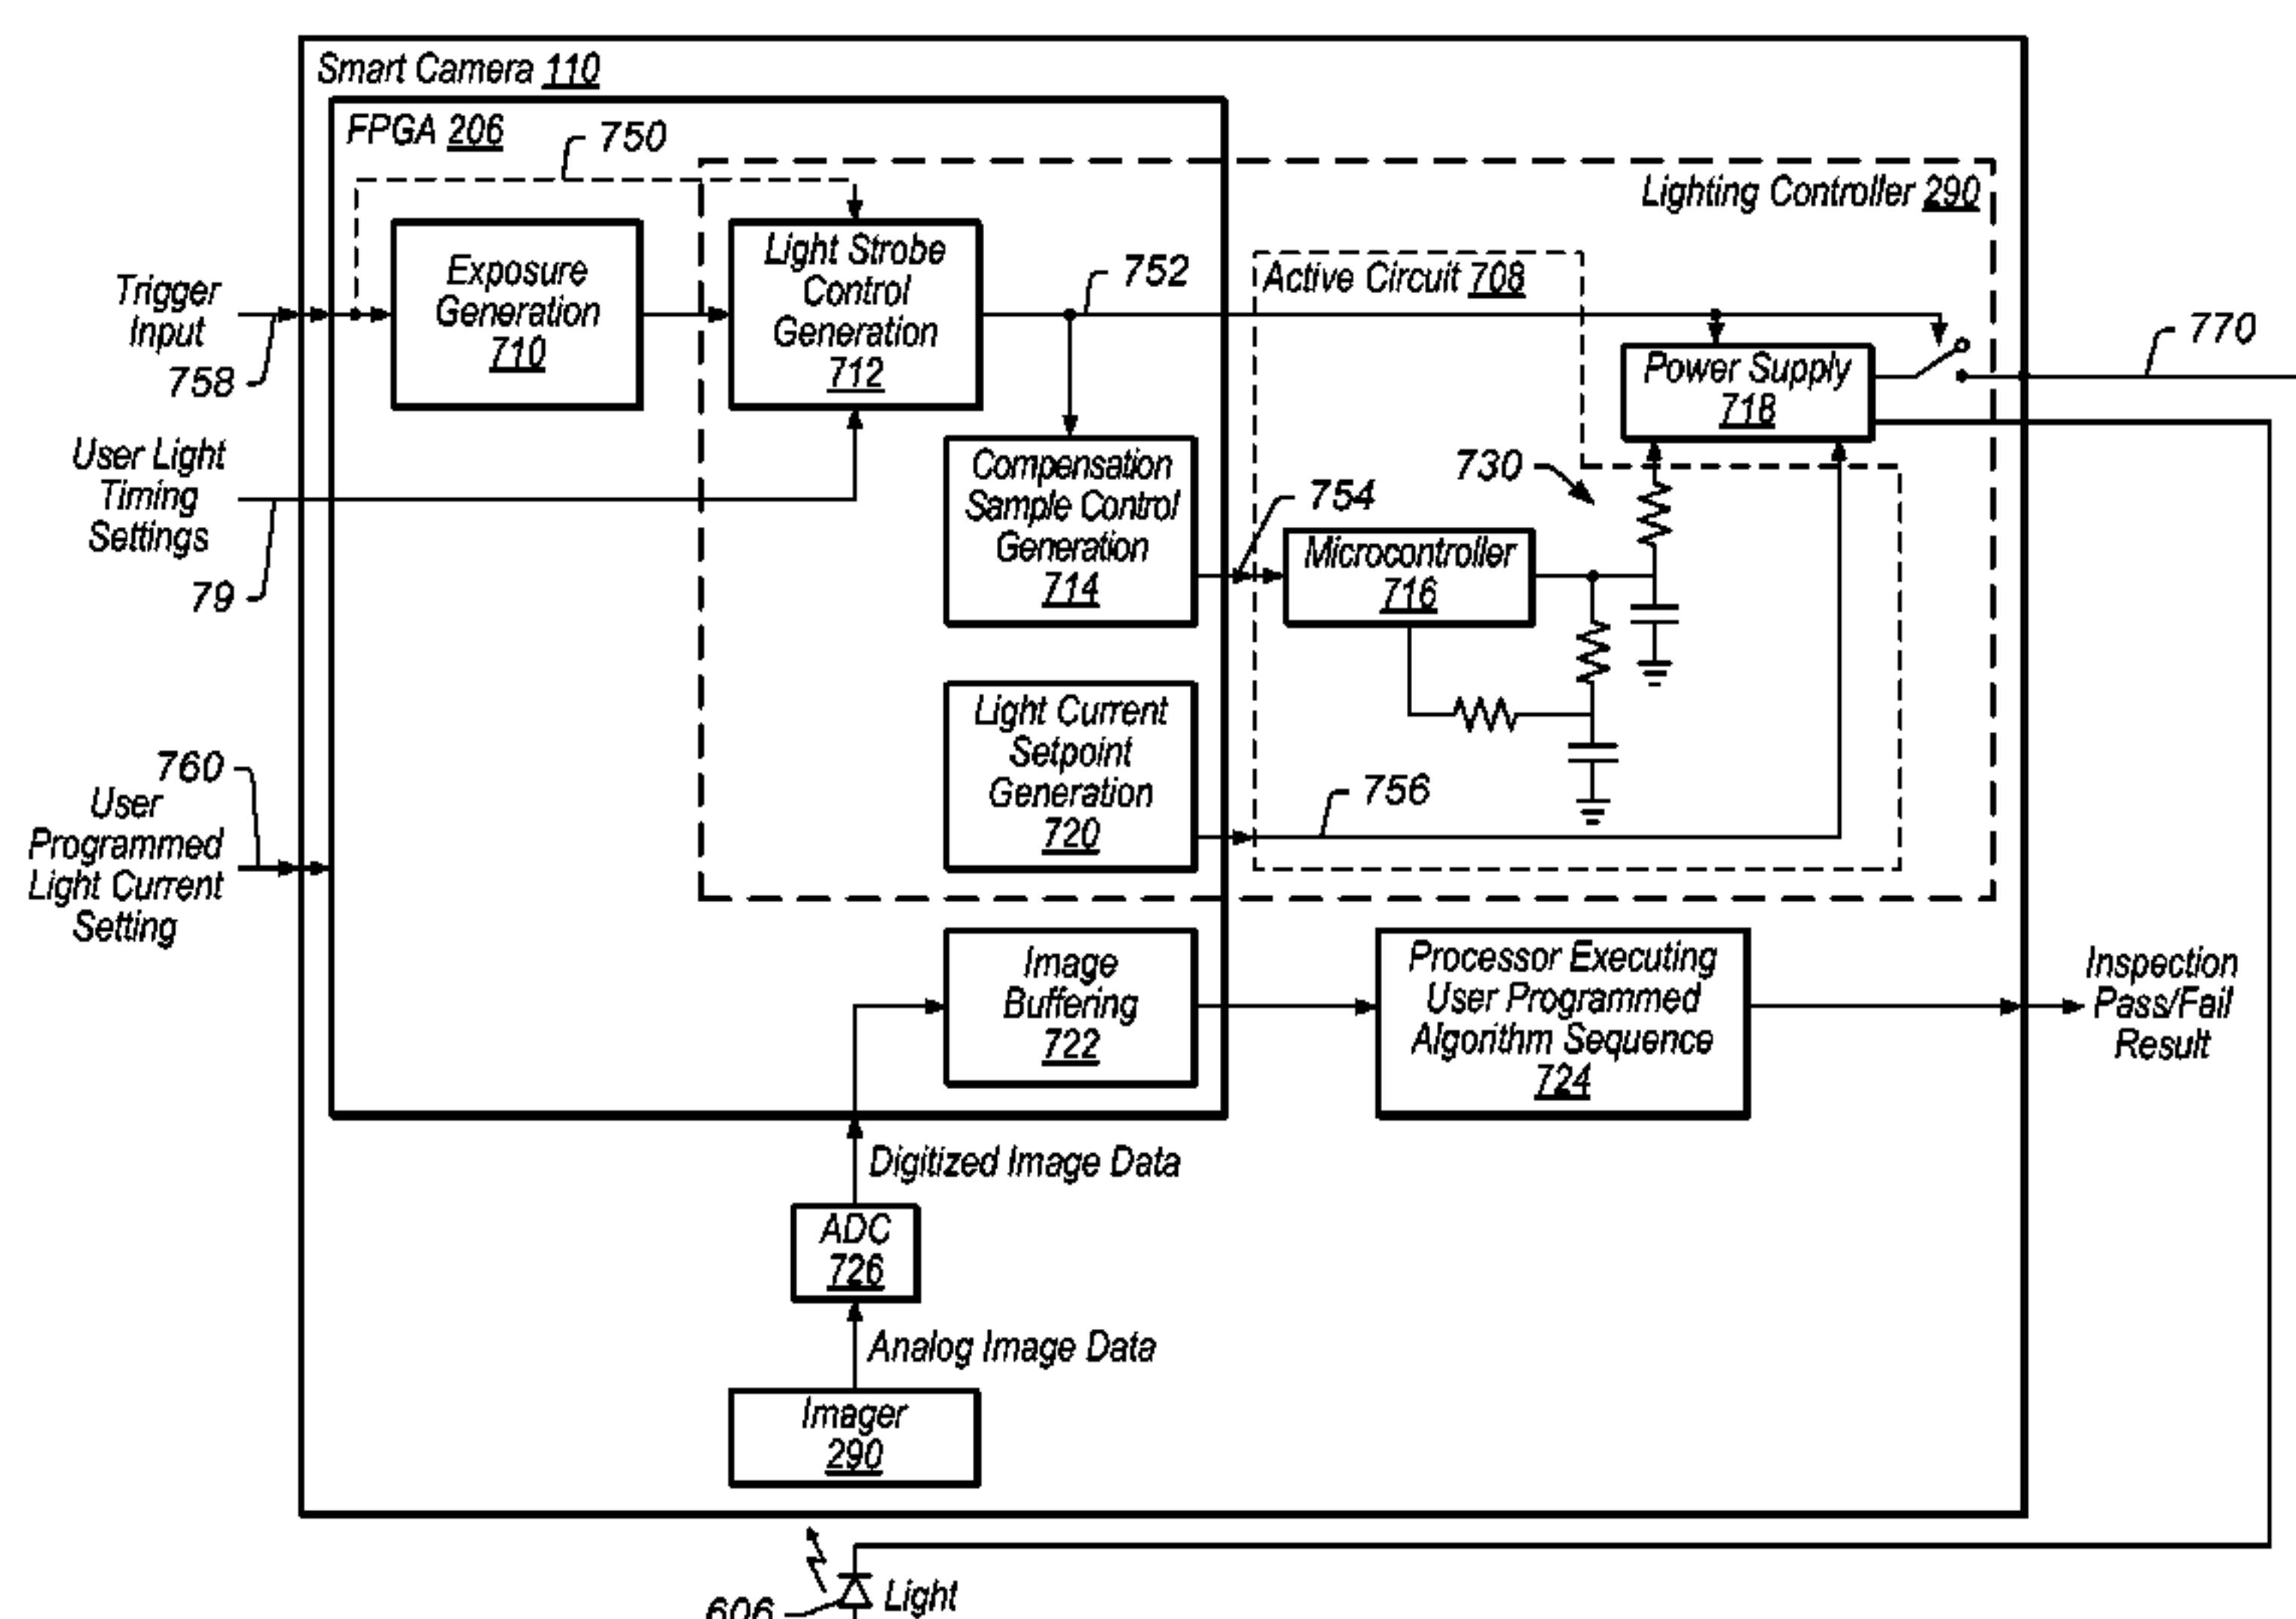 Smart Camera 110
FPGA 206
750
Lighting Controller 290
Trigger
Input
758
Exposure
Generation
710
Light Strobe
Control
Generation
712
752
Active Circuit 708
Power Supply
718
770
User Light
Timing
Settings
79
Compensation
Sample Control
Generation
714
754
730
Microcontroller
716
760
User
Programmed
Light Current
Setting
Light Current
Setpoint
Generation
720
756
Image
Buffering
722
Processor Executing
User Programmed
Algorithm Sequence
724
Inspection
Pass/Fail
Result
Digitized Image Data
ADC
726
Analog Image Data
Imager
290
606
Light